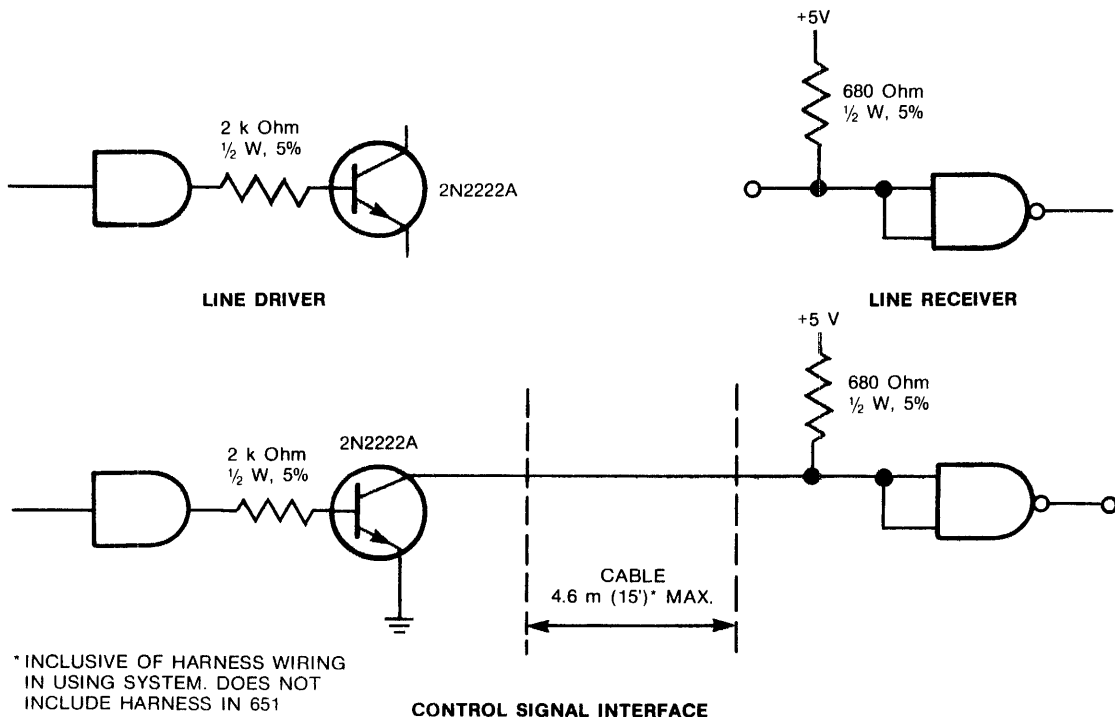 +5V
680 Ohm
½ W, 5%
2 k Ohm
½ W, 5%
2N2222A
LINE DRIVER
LINE RECEIVER
+5 V
680 Ohm
½ W, 5%
2N2222A
2 k Ohm
½ W, 5%
CABLE
4.6 m (15')* MAX.
* INCLUSIVE OF HARNESS WIRING
IN USING SYSTEM. DOES NOT
INCLUDE HARNESS IN 651
CONTROL SIGNAL INTERFACE